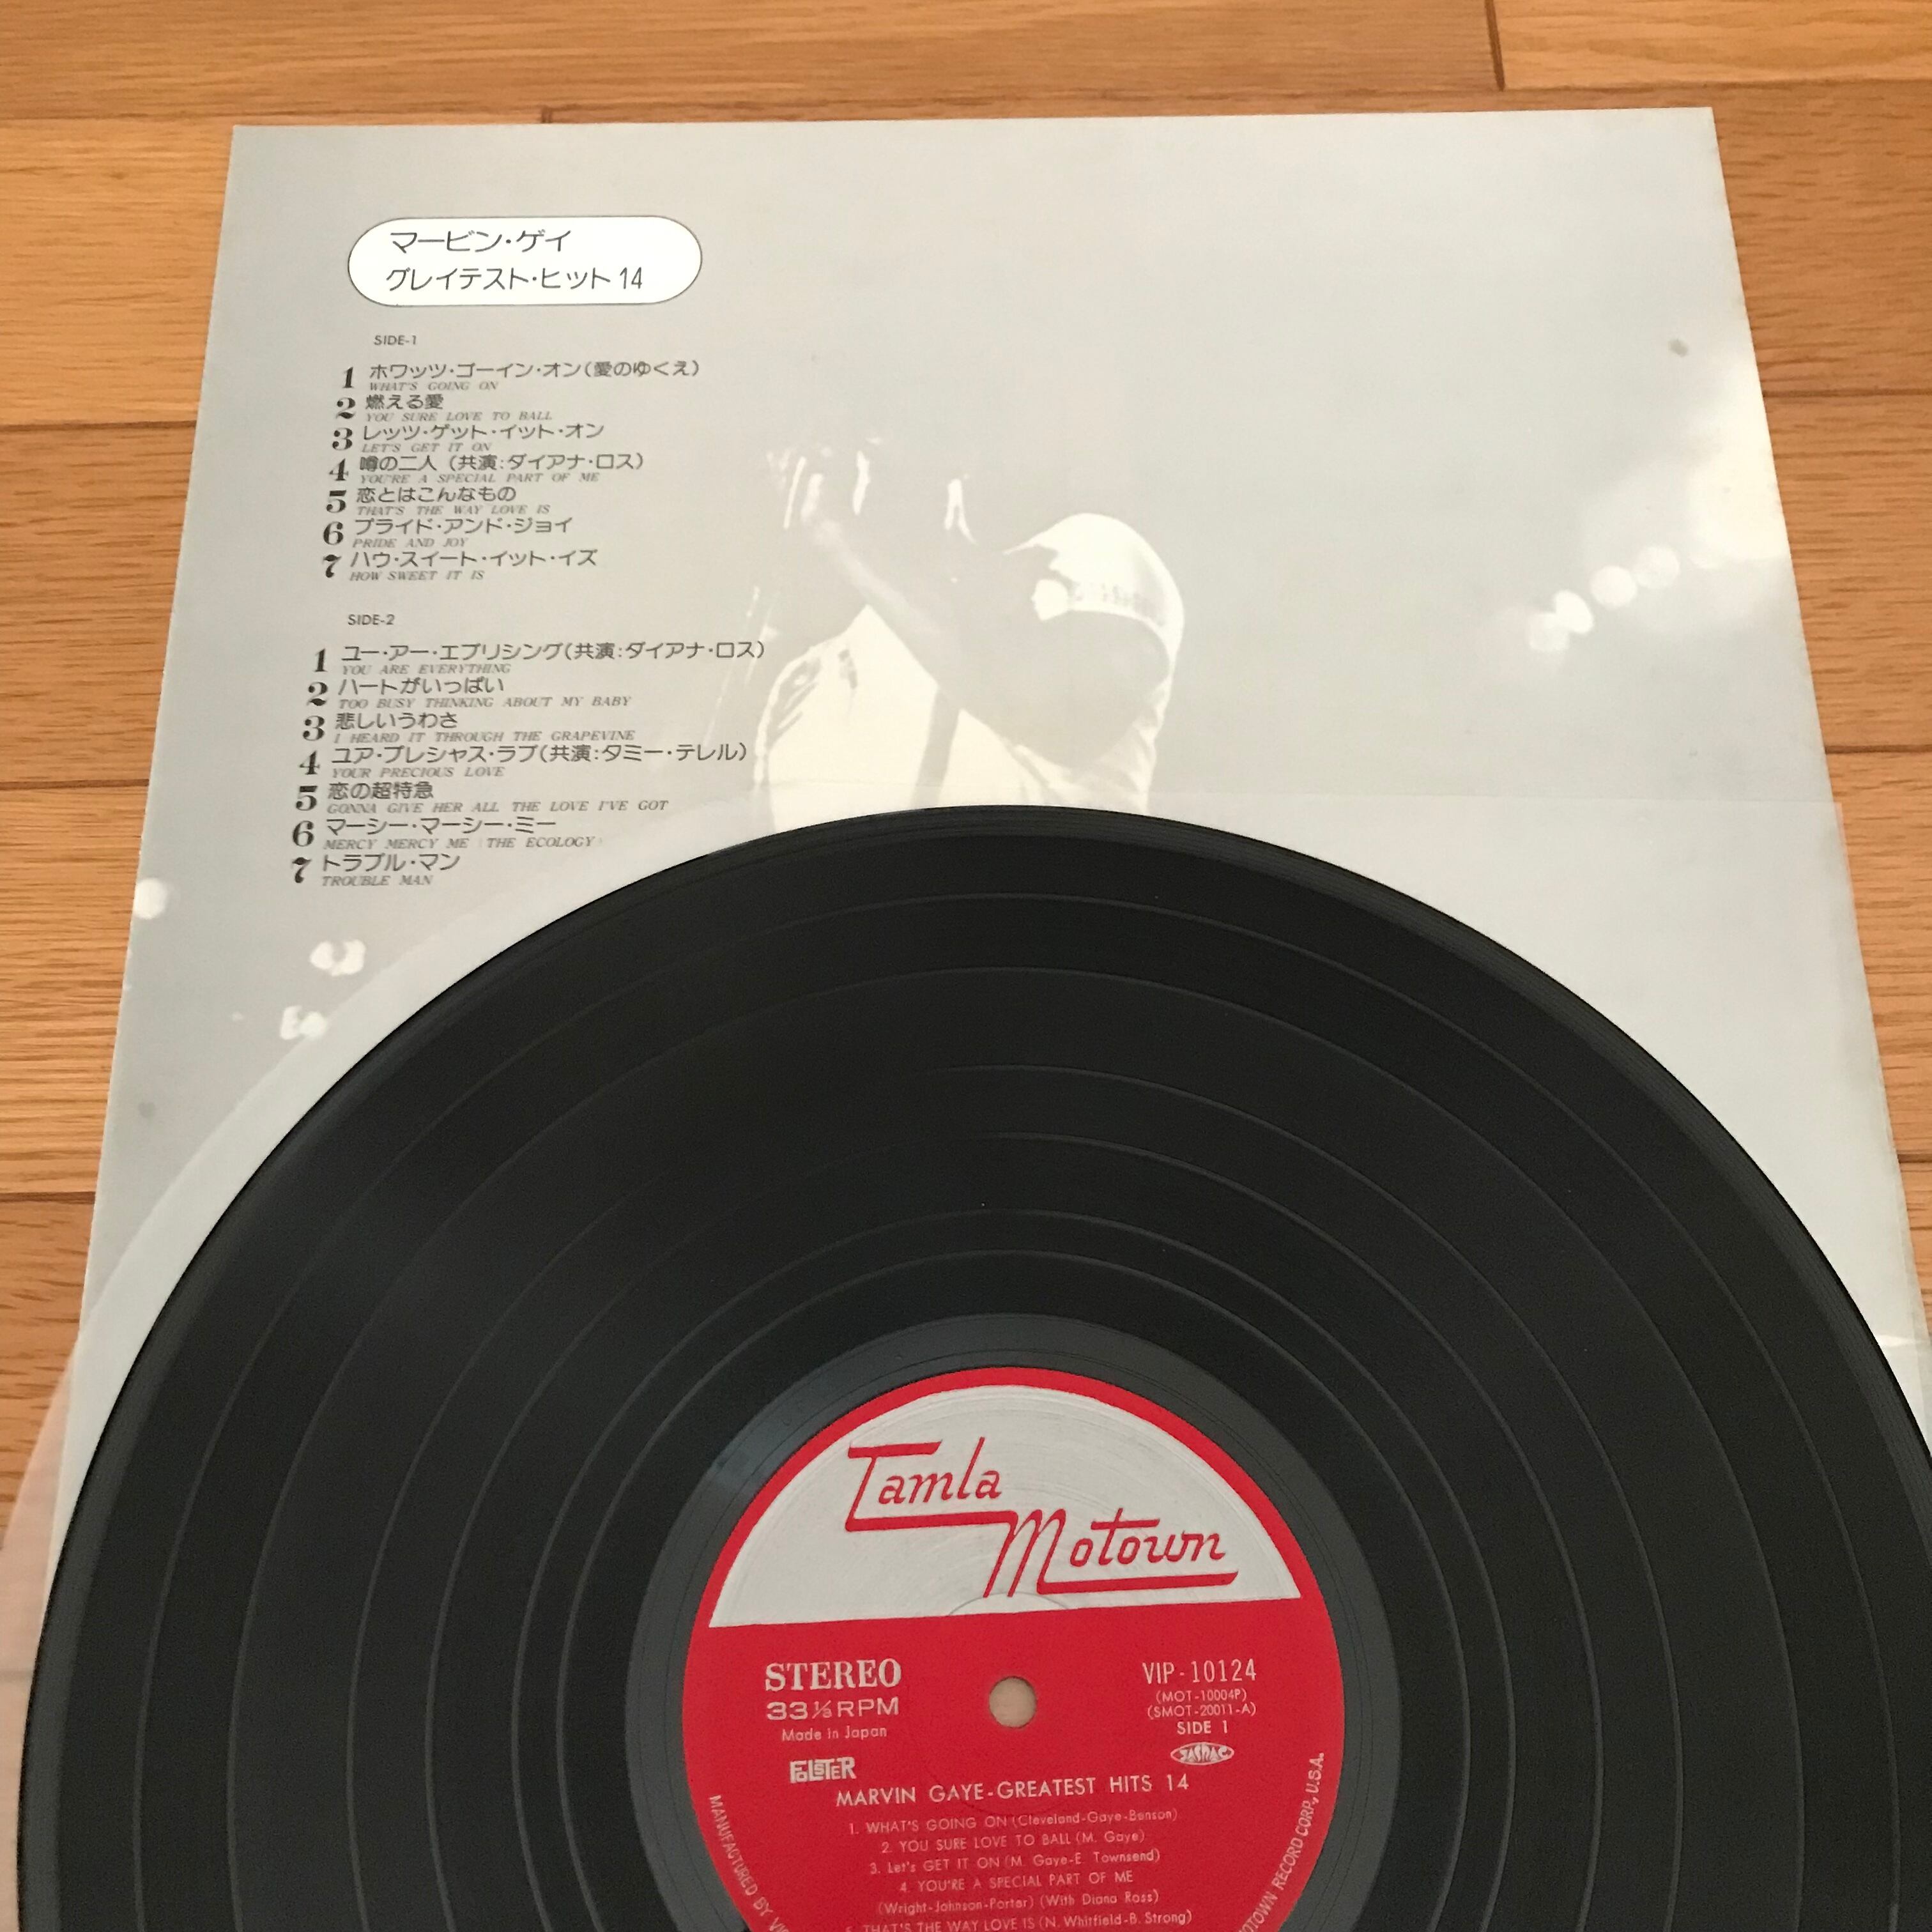 マービン・ゲイ
グレイテスト・ヒット14
SIDE-1
1 ホワッツ・ゴーイン・オン(愛のゆくえ)
WHAT'S GOING ON
2 燃える愛
YOU SURE LOVE TO BALL
3 レッツ・ゲット・イット・オン
LET'S GET IT ON
4 噂の二人 (共演:ダイアナ・ロス)
YOU'RE A SPECIAL PART OF ME
5 恋とはこんなもの
THAT'S THE WAY LOVE IS
6 プライド・アンド・ジョイ
PRIDE AND JOY
7 ハウ・スイート・イット・イズ
HOW SWEET IT IS
SIDE-2
1 ユー・アー・エブリシング(共演:ダイアナ・ロス)
YOU ARE EVERYTHING
2 ハートがいっぱい
TOO BUSY THINKING ABOUT MY BABY
3 悲しいうわさ
I HEARD IT THROUGH THE GRAPEVINE
4 ユア・プレシャス・ラブ(共演:タミー・テレル)
YOUR PRECIOUS LOVE
5 恋の超特急
GONNA GIVE HER ALL THE LOVE I'VE GOT
6 マーシー・マーシー・ミー
MERCY MERCY ME (THE ECOLOGY)
7 トラブル・マン
TROUBLE MAN
Tamla
Motown
STEREO
33⅓RPM
Made in Japan
VIP-10124
(MOT-10004P)
(SMOT-20011-A)
SIDE 1
JASRAC
FOLSTER
MARVIN GAYE-GREATEST HITS 14
1. WHAT'S GOING ON (Cleveland-Gaye-Benson)
2. YOU SURE LOVE TO BALL (M. Gaye)
3. Let's GET IT ON (M. Gaye-E. Townsend)
4. YOU'RE A SPECIAL PART OF ME
(Wright-Johnson-Porter) (With Diana Ross)
5. THAT'S THE WAY LOVE IS (N. Whitfield-B. Strong)
MANUFACTURED BY
RECORD CORP., U.S.A.